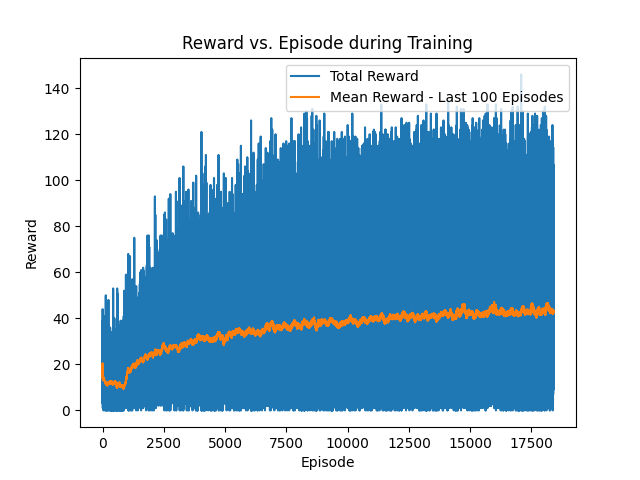 Reward vs. Episode during Training
Total Reward
Mean Reward - Last 100 Episodes
140
120
100
80
60
40
20
0
Reward
0 2500 5000 7500 10000 12500 15000 17500
Episode